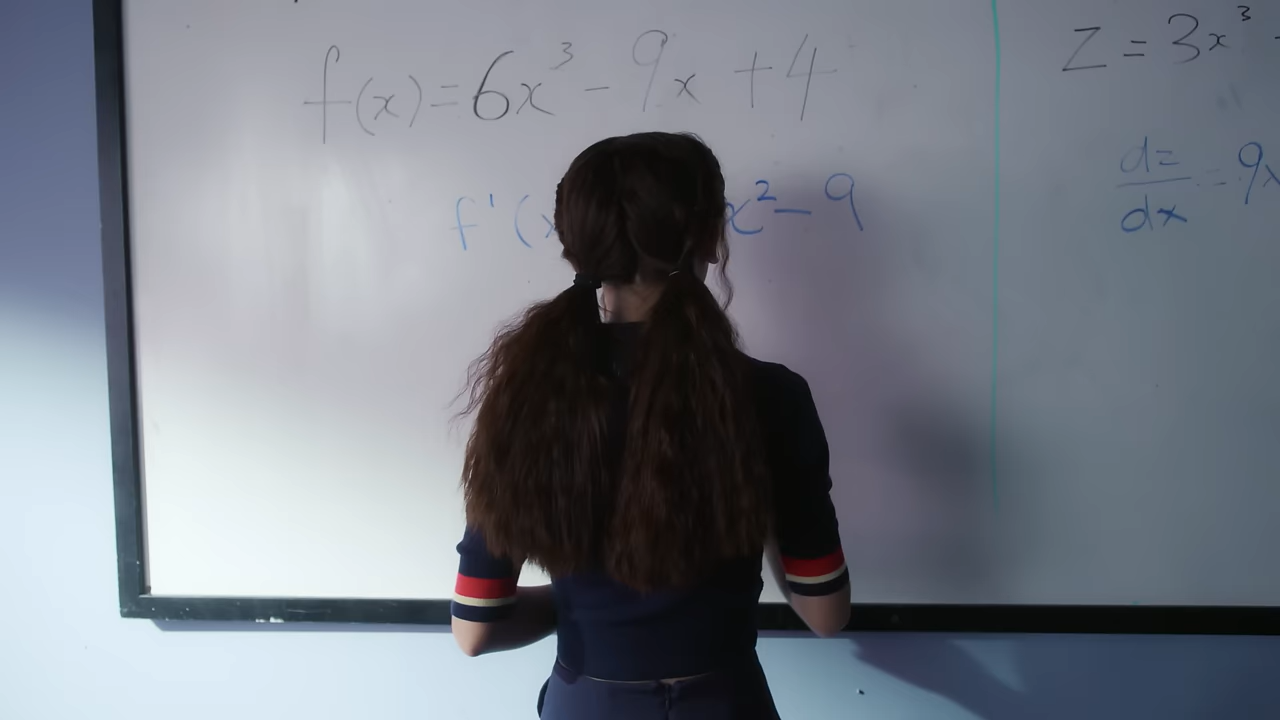 f(x) = 6x³ - 9x + 4
f'(x x² - 9
z = 3x³
dz/dx = 9x